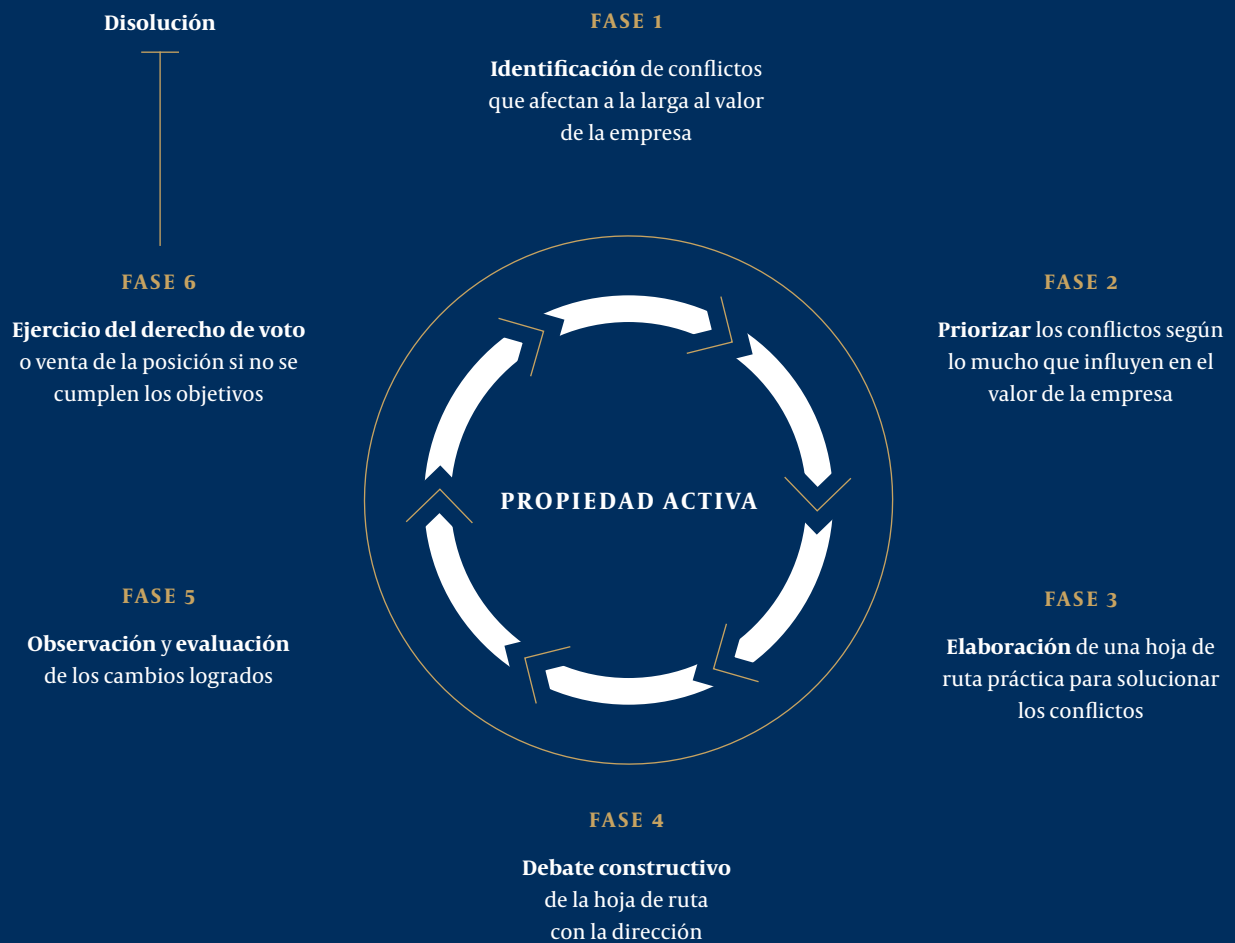 Disolución
FASE 1
Identificación de conflictos
que afectan a la larga al valor
de la empresa
FASE 6
Ejercicio del derecho de voto
o venta de la posición si no se
cumplen los objetivos
FASE 2
Priorizar los conflictos según
lo mucho que influyen en el
valor de la empresa
PROPIEDAD ACTIVA
FASE 5
Observación y evaluación
de los cambios logrados
FASE 3
Elaboración de una hoja de
ruta práctica para solucionar
los conflictos
FASE 4
Debate constructivo
de la hoja de ruta
con la dirección